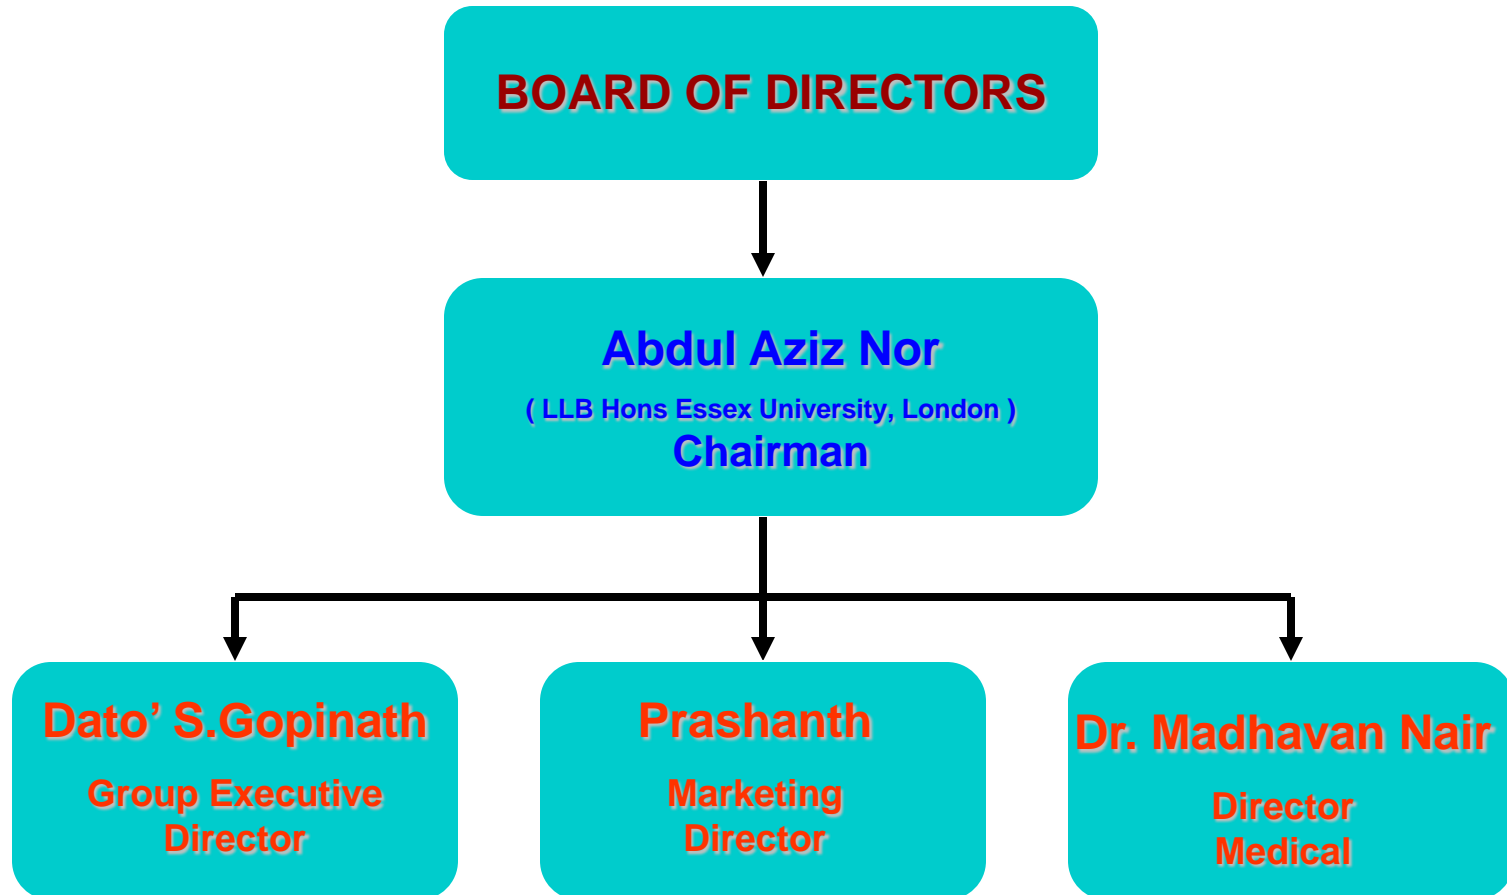 BOARD OF DIRECTORS
Abdul Aziz Nor
( LLB Hons Essex University, London )
Chairman
Dato’ S.Gopinath
Group Executive
Director
Prashanth
Marketing
Director
Dr. Madhavan Nair
Director
Medical